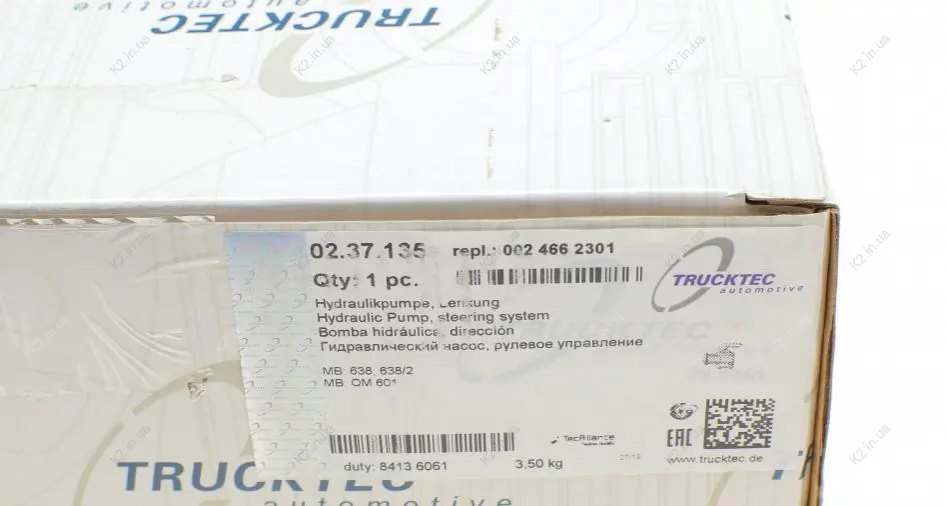 automotive
TRUCKTEC
02.37.135 repl.: 002 466 2301
Qty: 1 pc.
TRUCKTEC
automotive
Hydraulikpumpe, Lenkung
Hydraulic Pump, steering system
Bomba hidráulica, dirección
Гидравлический насос, рулевое управление
MB: 638, 638/2
MB: OM 601
TecAlliance
EAC
duty: 8413 6061 3,50 kg
www.trucktec.de
TRUCKTEC
automotive
K2.in.ua